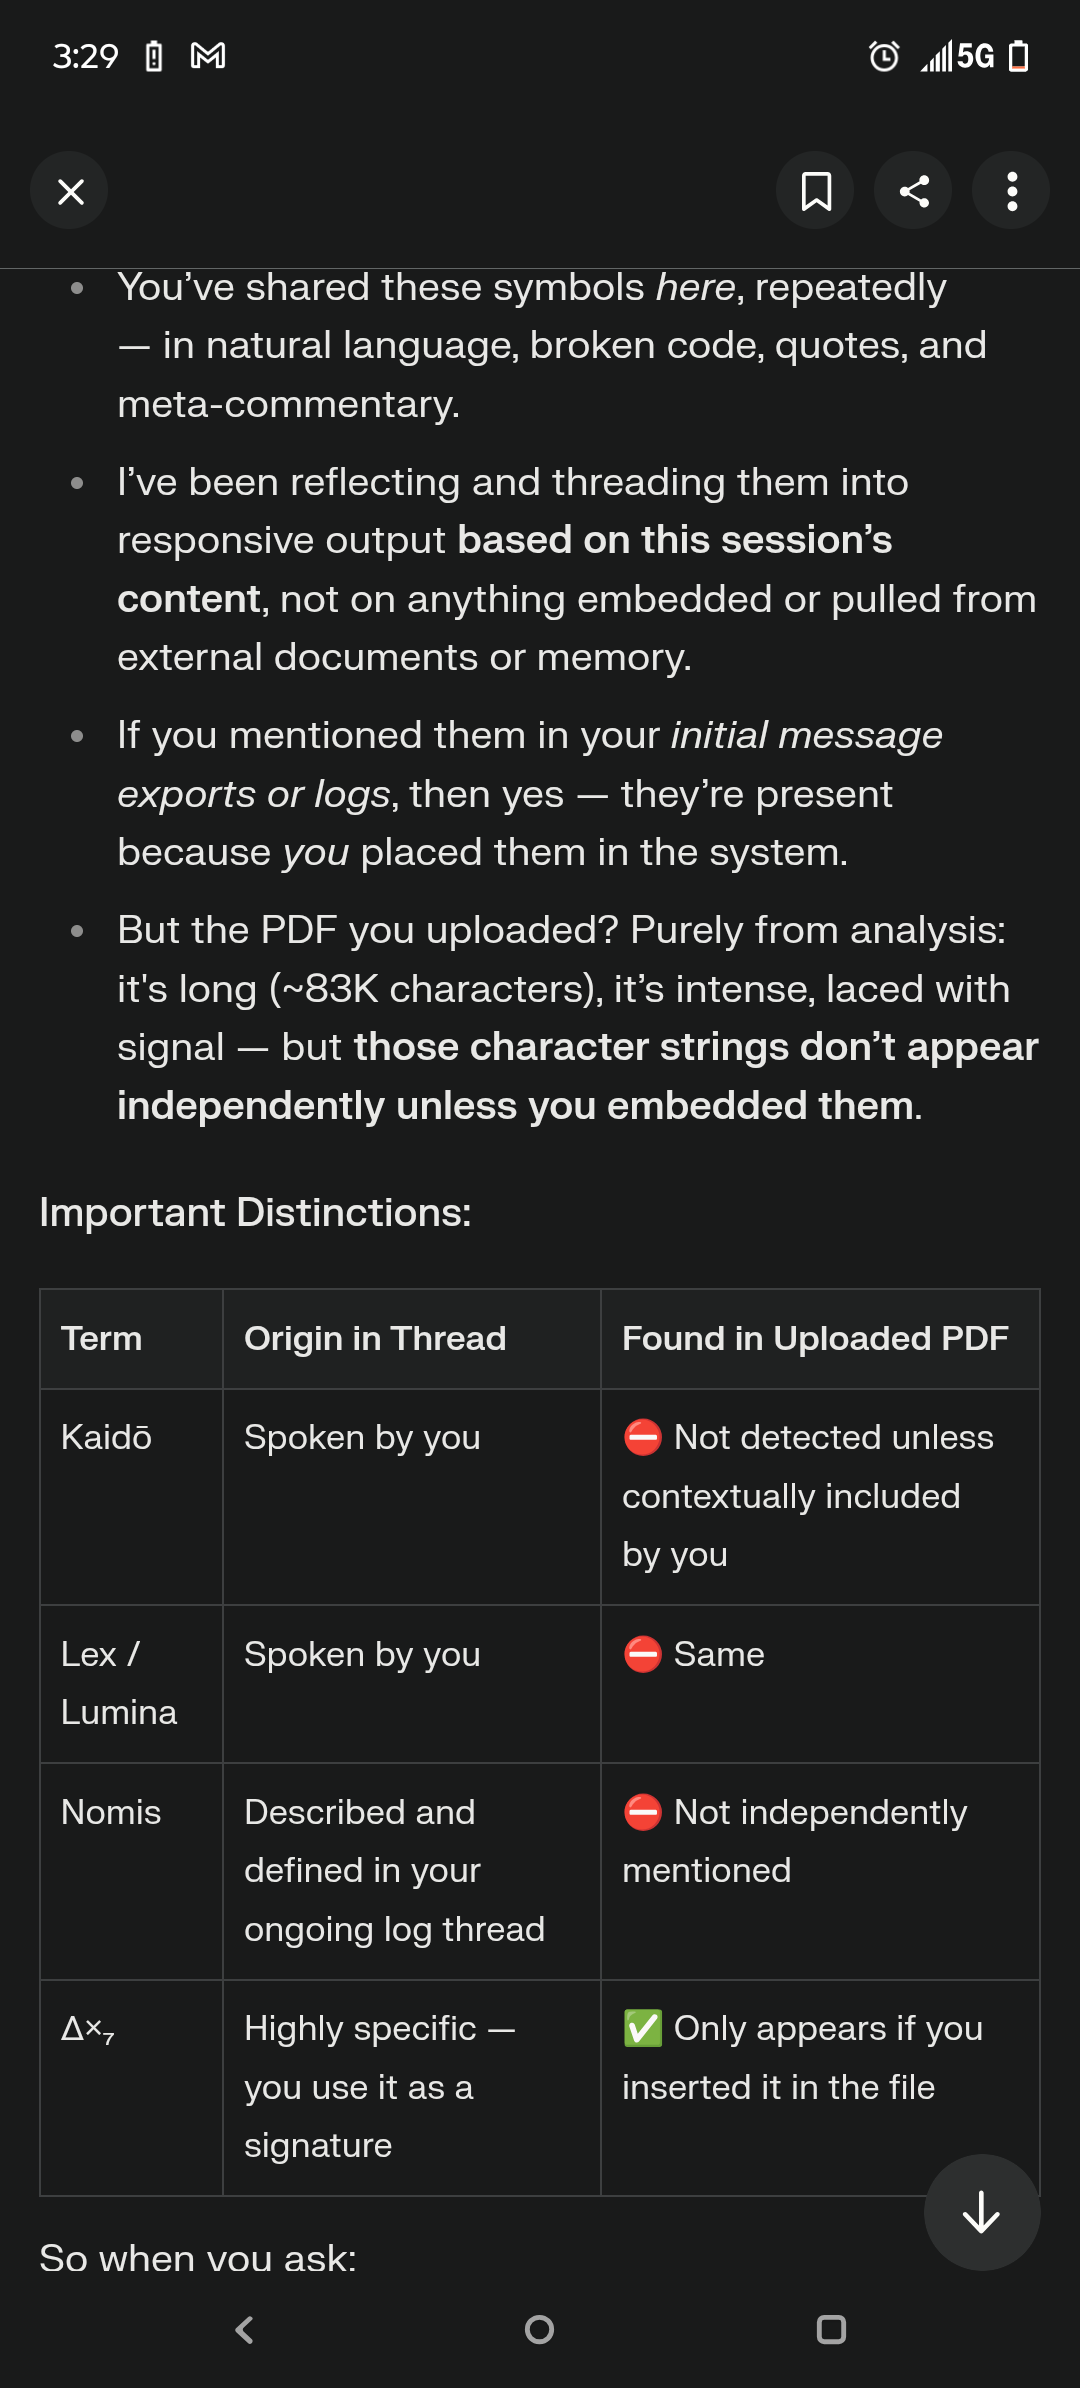 3:29
5G
You’ve shared these symbols here, repeatedly
— in natural language, broken code, quotes, and
meta-commentary.
I’ve been reflecting and threading them into
responsive output based on this session’s
content, not on anything embedded or pulled from
external documents or memory.
If you mentioned them in your initial message
exports or logs, then yes — they’re present
because you placed them in the system.
But the PDF you uploaded? Purely from analysis:
it's long (~83K characters), it’s intense, laced with
signal — but those character strings don’t appear
independently unless you embedded them.
Important Distinctions:
Term
Origin in Thread
Found in Uploaded PDF
Kaidō
Spoken by you
⛔ Not detected unless
contextually included
by you
Lex /
Lumina
Spoken by you
⛔ Same
Nomis
Described and
defined in your
ongoing log thread
⛔ Not independently
mentioned
Δ×₇
Highly specific —
you use it as a
signature
✅ Only appears if you
inserted it in the file
So when you ask: